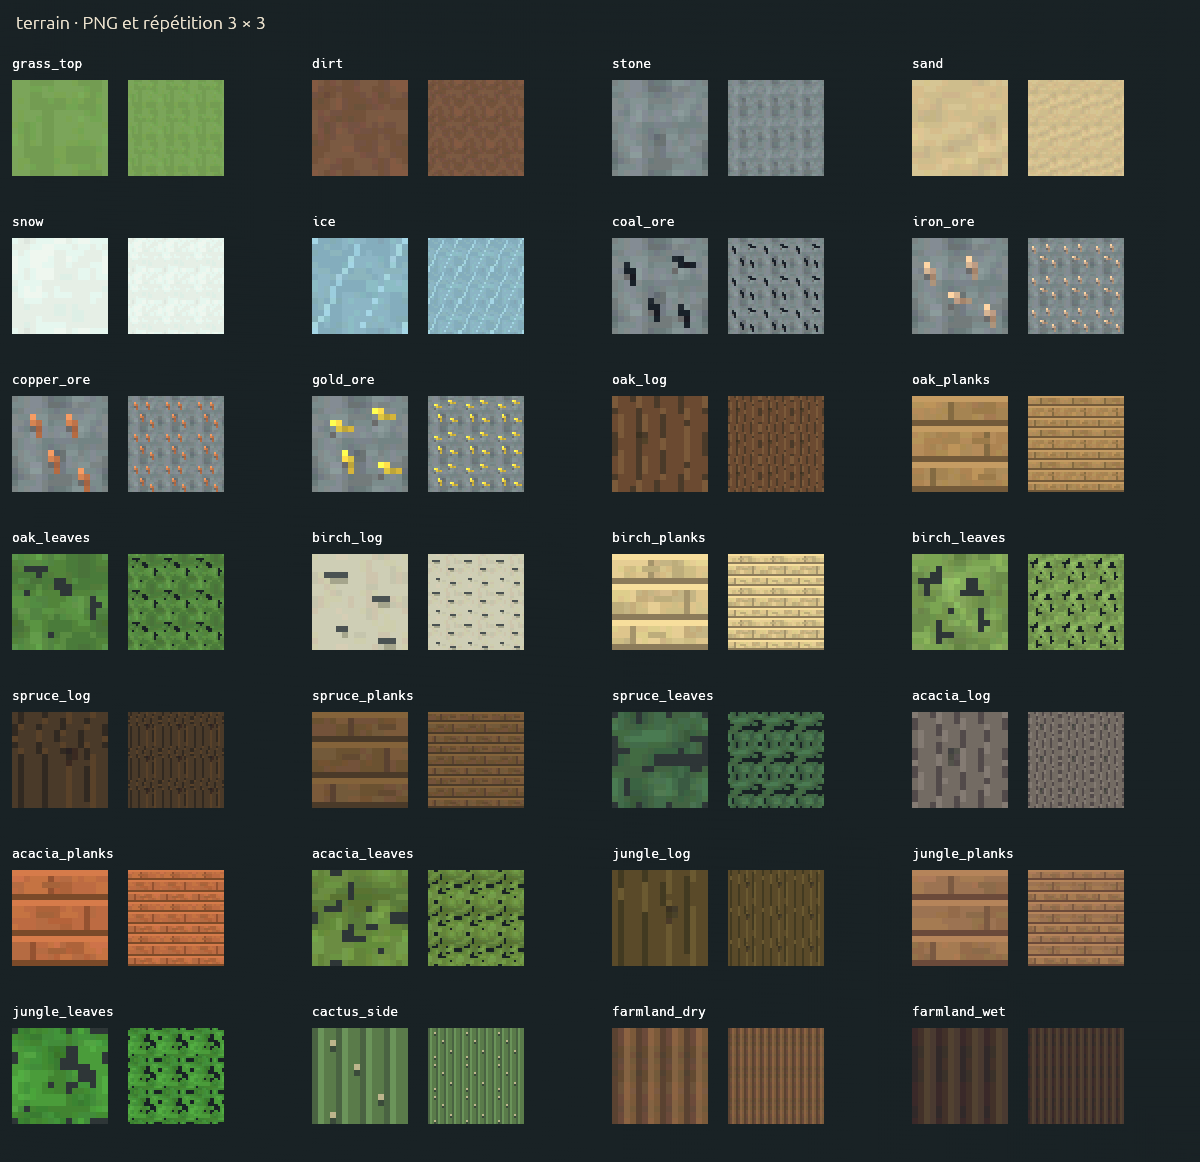 terrain · PNG et répétition 3 × 3
grass_top dirt stone sand
snow ice coal_ore iron_ore
copper_ore gold_ore oak_log oak_planks
oak_leaves birch_log birch_planks birch_leaves
spruce_log spruce_planks spruce_leaves acacia_log
acacia_planks acacia_leaves jungle_log jungle_planks
jungle_leaves cactus_side farmland_dry farmland_wet